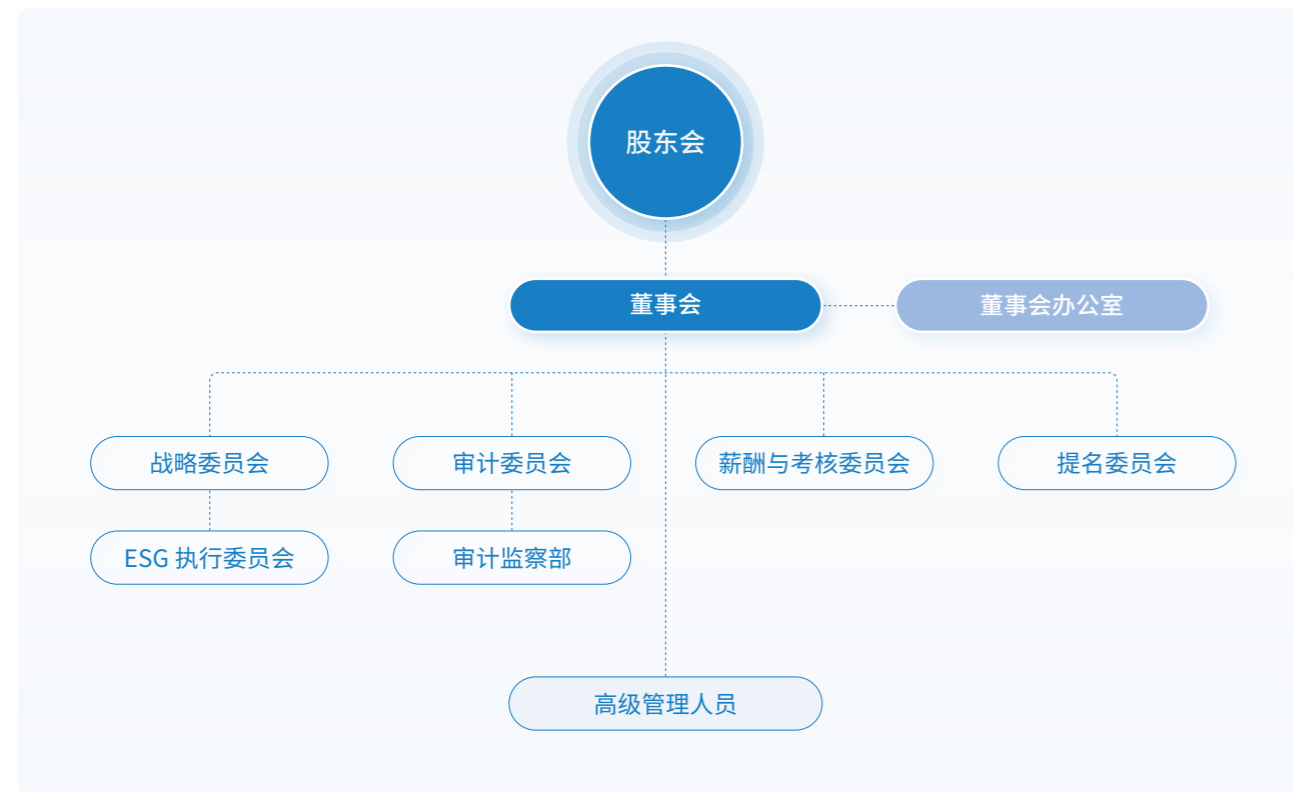 股东会
董事会
董事会办公室
战略委员会
审计委员会
薪酬与考核委员会
提名委员会
ESG 执行委员会
审计监察部
高级管理人员